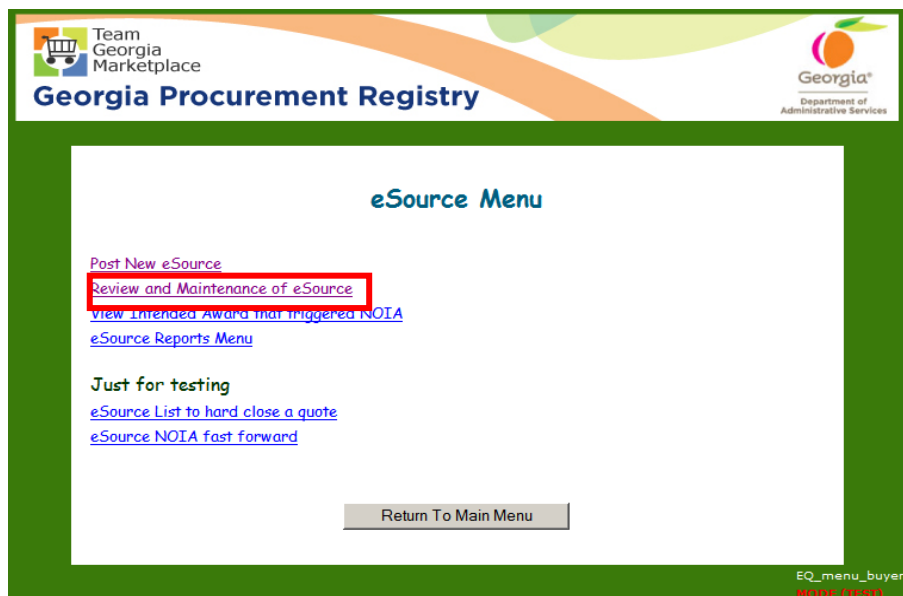 Team
Georgia
Marketplace
Georgia Procurement Registry
Georgia®
Department of
Administrative Services
eSource Menu
Post New eSource
Review and Maintenance of eSource
View Intended Award that triggered NOIA
eSource Reports Menu
Just for testing
eSource List to hard close a quote
eSource NOIA fast forward
Return To Main Menu
EQ_menu_buyer
MODE (TEST)